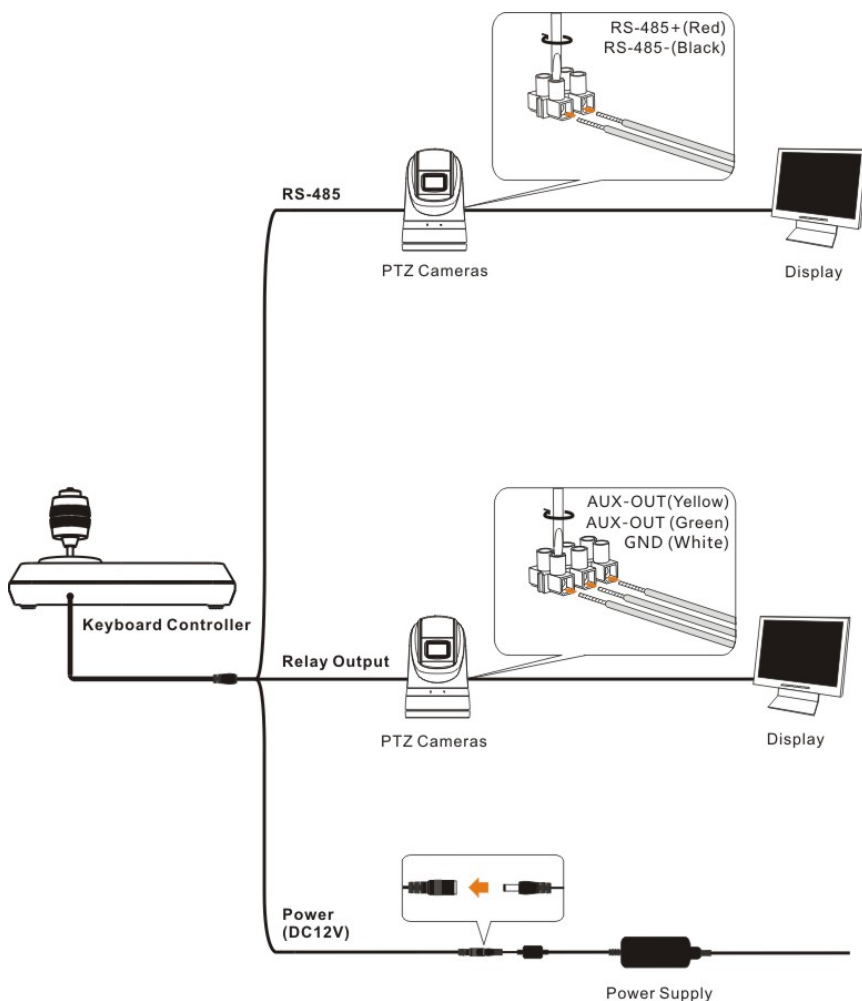 RS-485+(Red)
RS-485-(Black)
RS-485
PTZ Cameras
Display
AUX-OUT(Yellow)
AUX-OUT (Green)
GND (White)
Keyboard Controller
Relay Output
PTZ Cameras
Display
Power
(DC12V)
Power Supply